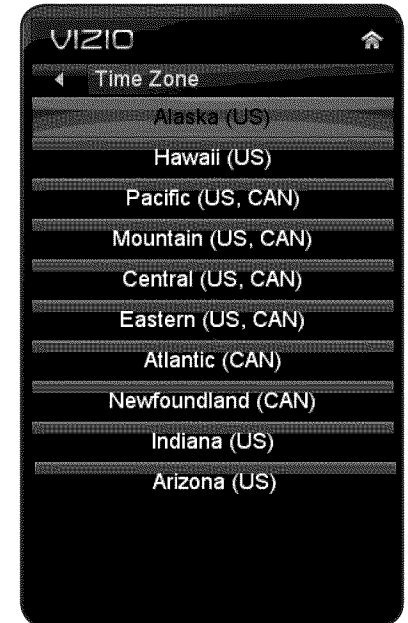 VIZIO
Time Zone
Alaska (US)
Hawaii (US)
Pacific (US, CAN)
Mountain (US, CAN)
Central (US, CAN)
Eastern (US, CAN)
Atlantic (CAN)
Newfoundland (CAN)
Indiana (US)
Arizona (US)